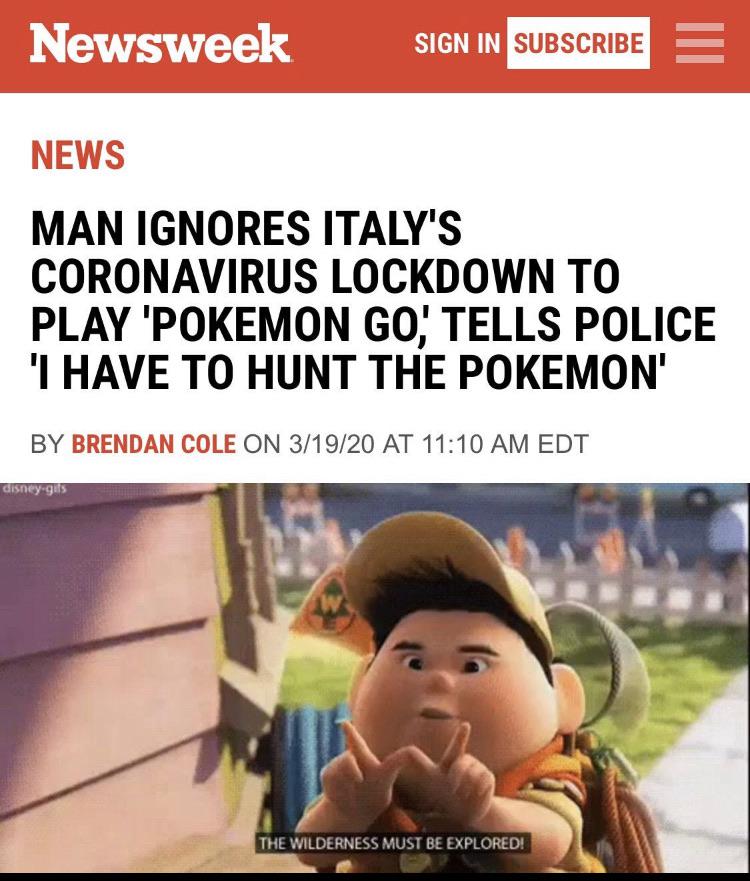 Newsweek
SIGN IN SUBSCRIBE
NEWS
MAN IGNORES ITALY'S
CORONAVIRUS LOCKDOWN TO
PLAY 'POKEMON GO,' TELLS POLICE
'I HAVE TO HUNT THE POKEMON'
BY BRENDAN COLE ON 3/19/20 AT 11:10 AM EDT
disney-gifs
W
THE WILDERNESS MUST BE EXPLORED!